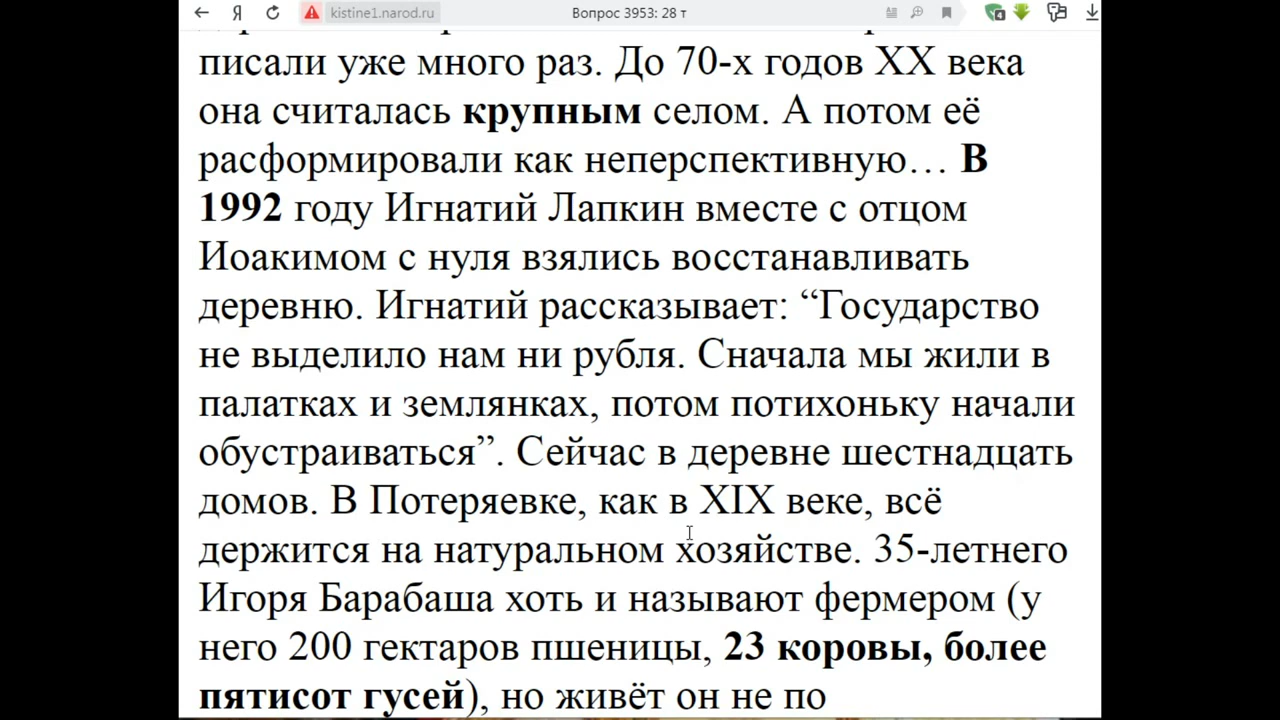 Я
kistine1.narod.ru
Вопрос 3953: 28 т
4
писали уже много раз. До 70-х годов XX века
она считалась крупным селом. А потом её
расформировали как неперспективную… В
1992 году Игнатий Лапкин вместе с отцом
Иоакимом с нуля взялись восстанавливать
деревню. Игнатий рассказывает: “Государство
не выделило нам ни рубля. Сначала мы жили в
палатках и землянках, потом потихоньку начали
обустраиваться”. Сейчас в деревне шестнадцать
домов. В Потеряевке, как в XIX веке, всё
держится на натуральном хозяйстве. 35-летнего
Игоря Барабаша хоть и называют фермером (у
него 200 гектаров пшеницы, 23 коровы, более
пятисот гусей), но живёт он не по